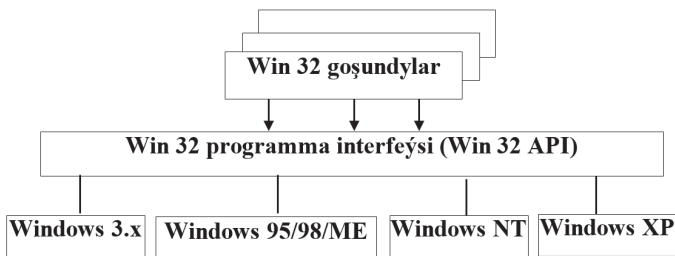 Win 32 goşundylar
Win 32 programma interfeýsi (Win 32 API)
Windows 3.x
Windows 95/98/ME
Windows NT
Windows XP